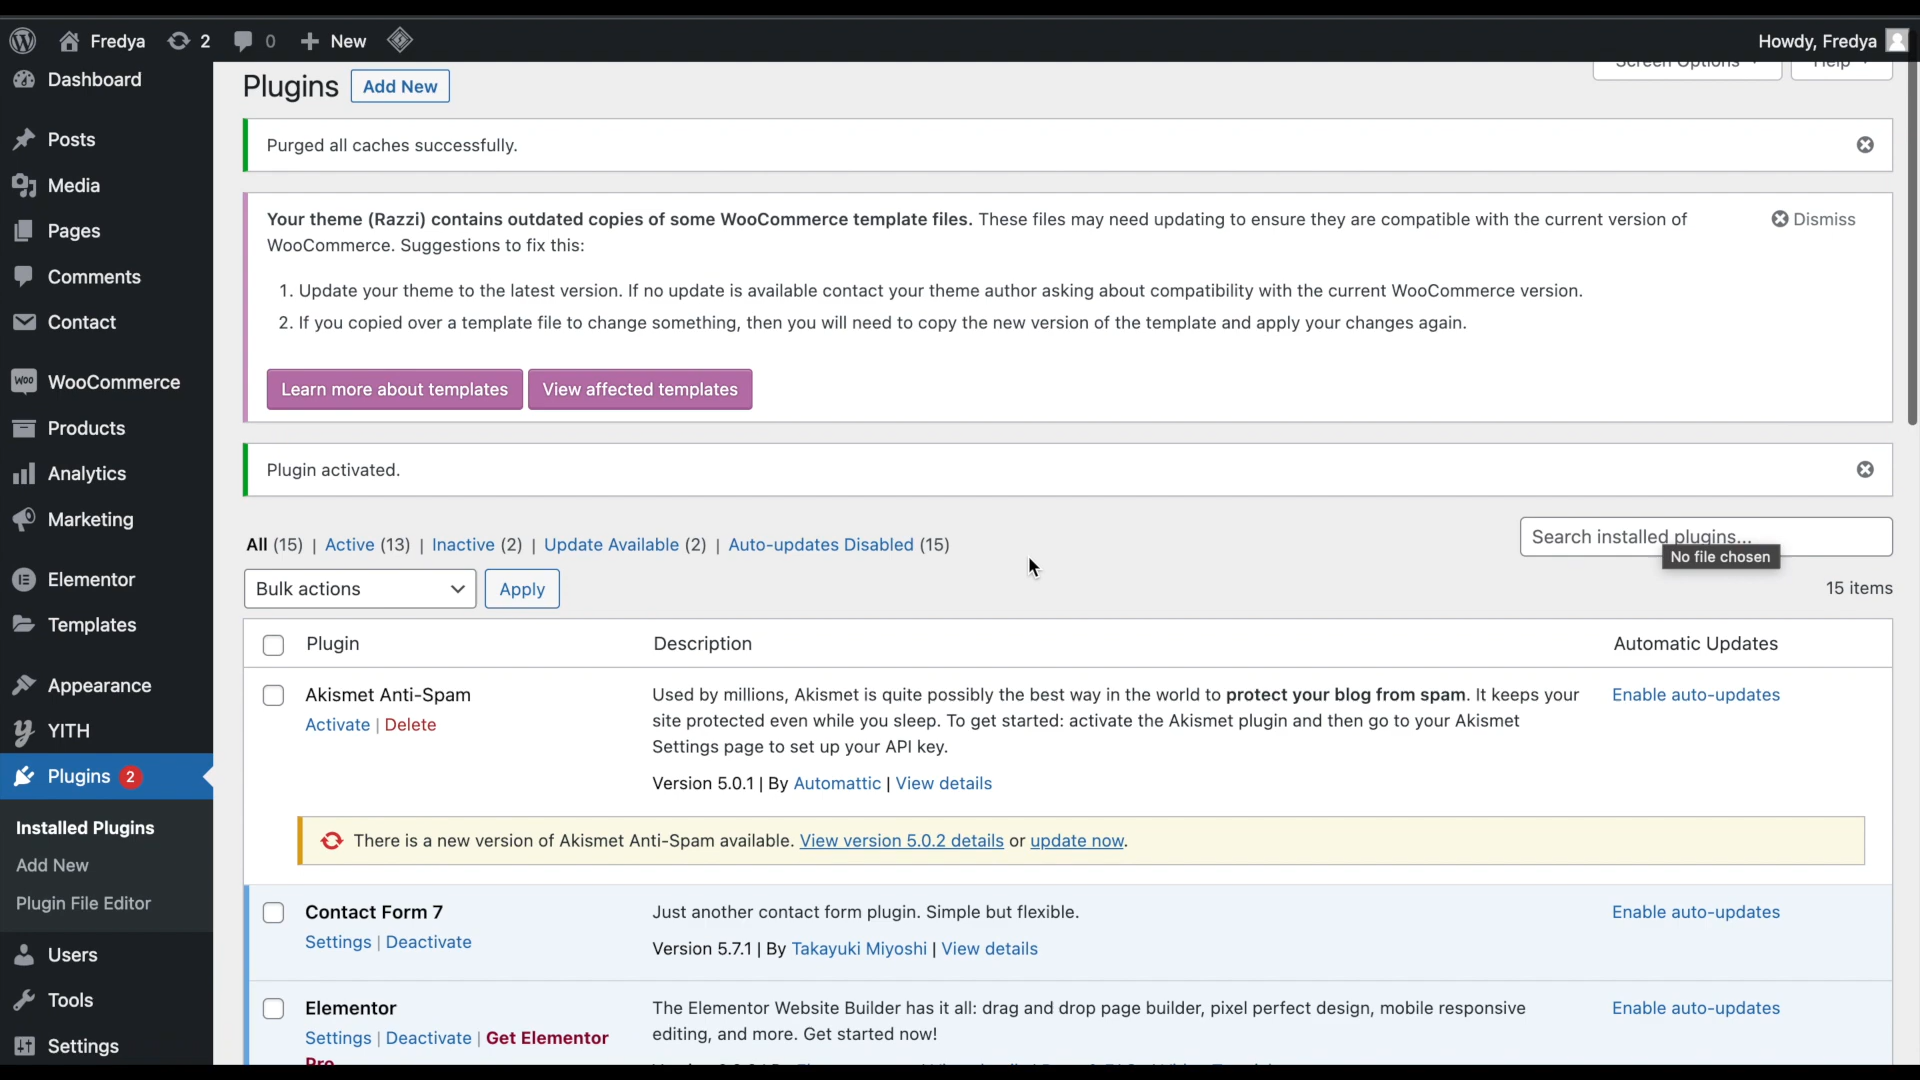 Fredya 2 0 New Howdy, Fredya
Dashboard
Posts
Media
Pages
Comments
Contact
WooCommerce
Products
Analytics
Marketing
Elementor
Templates
Appearance
YITH
Plugins 2
Installed Plugins
Add New
Plugin File Editor
Users
Tools
Settings
Screen Options Help
Plugins Add New
Purged all caches successfully.
Your theme (Razzi) contains outdated copies of some WooCommerce template files. These files may need updating to ensure they are compatible with the current version of
WooCommerce. Suggestions to fix this:
Dismiss
1. Update your theme to the latest version. If no update is available contact your theme author asking about compatibility with the current WooCommerce version.
2. If you copied over a template file to change something, then you will need to copy the new version of the template and apply your changes again.
Learn more about templates View affected templates
Plugin activated.
All (15) | Active (13) | Inactive (2) | Update Available (2) | Auto-updates Disabled (15)
Search installed plugins...
No file chosen
Bulk actions Apply
15 items
Plugin Description Automatic Updates
Akismet Anti-Spam
Activate | Delete
Used by millions, Akismet is quite possibly the best way in the world to protect your blog from spam. It keeps your
site protected even while you sleep. To get started: activate the Akismet plugin and then go to your Akismet
Settings page to set up your API key.
Version 5.0.1 | By Automattic | View details
Enable auto-updates
There is a new version of Akismet Anti-Spam available. View version 5.0.2 details or update now.
Contact Form 7
Settings | Deactivate
Just another contact form plugin. Simple but flexible.
Version 5.7.1 | By Takayuki Miyoshi | View details
Enable auto-updates
Elementor
Settings | Deactivate | Get Elementor
Pro
The Elementor Website Builder has it all: drag and drop page builder, pixel perfect design, mobile responsive
editing, and more. Get started now!
Enable auto-updates